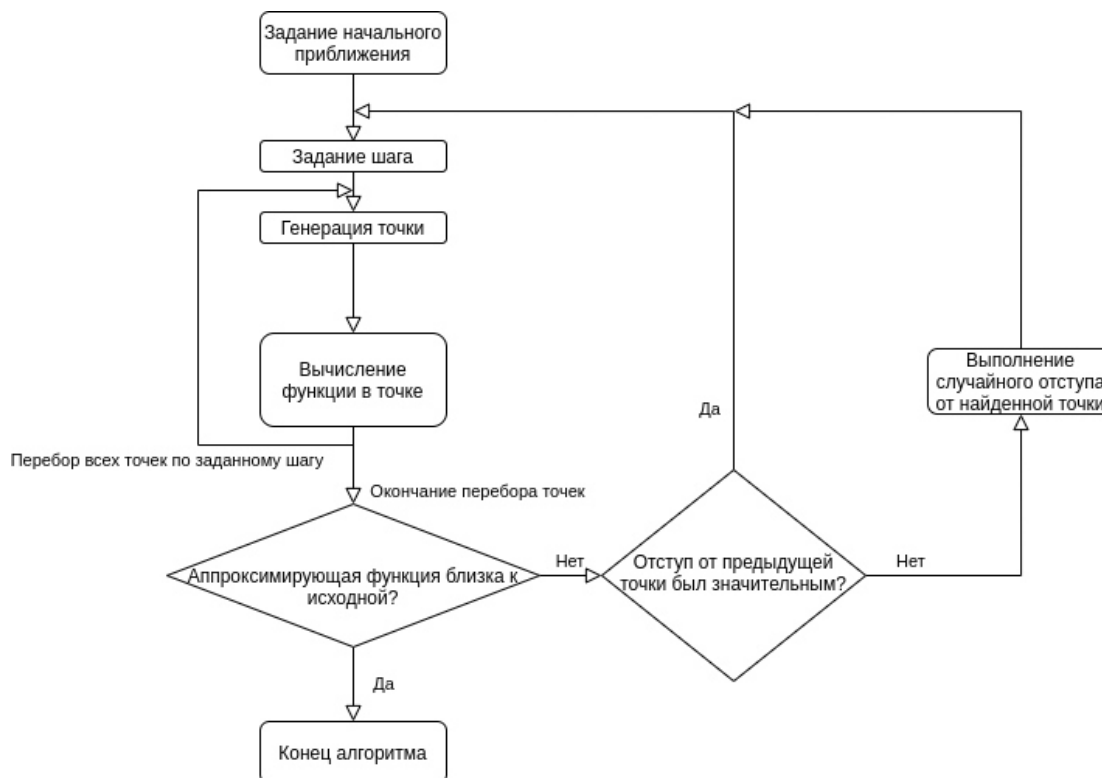 Задание начального
приближения
Задание шага
Генерация точки
Вычисление
функции в точке
Выполнение
случайного отступа
от найденной точки
Да
Перебор всех точек по заданному шагу
Окончание перебора точек
Аппроксимирующая функция близка к
исходной?
Нет
Отступ от предыдущей
точки был значительным?
Нет
Да
Конец алгоритма